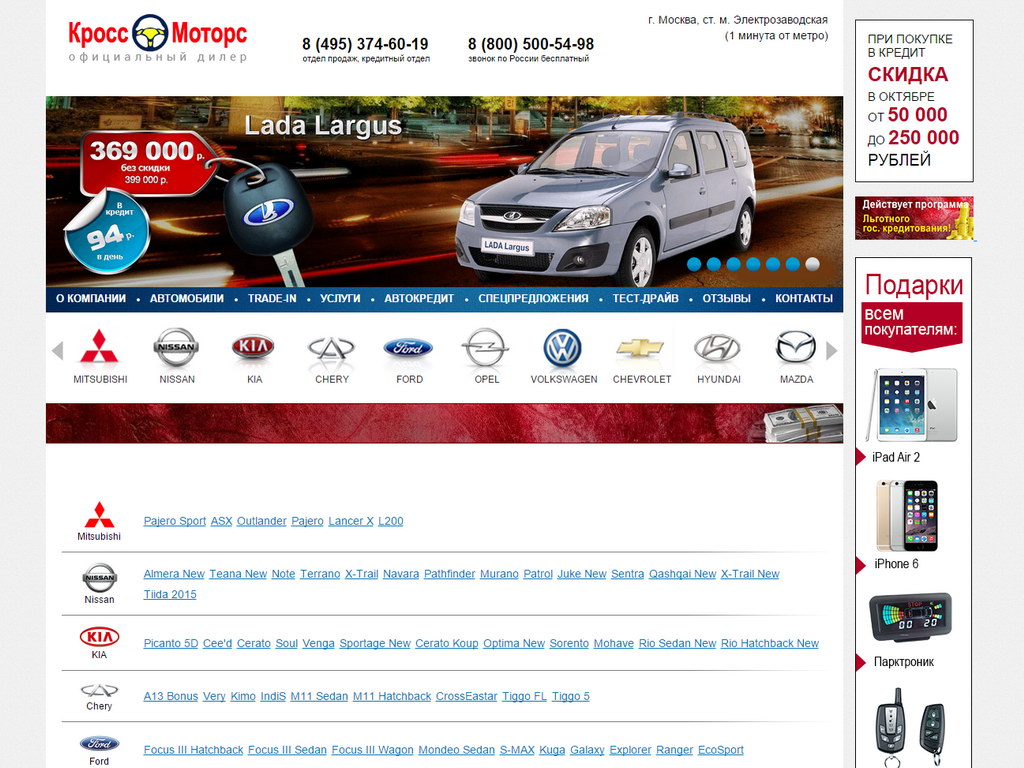 Кросс Моторс
официальный дилер
8 (495) 374-60-19
отдел продаж, кредитный отдел
8 (800) 500-54-98
звонок по России бесплатный
г. Москва, ст. м. Электрозаводская
(1 минута от метро)
Lada Largus
369 000 р.
без скидки
399 000 р.
В
кредит
94 р.
в день
LADA Largus
О КОМПАНИИ • АВТОМОБИЛИ • TRADE-IN • УСЛУГИ • АВТОКРЕДИТ • СПЕЦПРЕДЛОЖЕНИЯ • ТЕСТ-ДРАЙВ • ОТЗЫВЫ • КОНТАКТЫ
NISSAN KIA Ford
MITSUBISHI NISSAN KIA CHERY FORD OPEL VOLKSWAGEN CHEVROLET HYUNDAI MAZDA
Mitsubishi
Pajero Sport ASX Outlander Pajero Lancer X L200
NISSAN
Nissan
Almera New Teana New Note Terrano X-Trail Navara Pathfinder Murano Patrol Juke New Sentra Qashqai New X-Trail New
Tiida 2015
KIA
KIA
Picanto 5D Cee'd Cerato Soul Venga Sportage New Cerato Koup Optima New Sorento Mohave Rio Sedan New Rio Hatchback New
Chery
A13 Bonus Very Kimo IndiS M11 Sedan M11 Hatchback CrossEastar Tiggo FL Tiggo 5
Ford
Ford
Focus III Hatchback Focus III Sedan Focus III Wagon Mondeo Sedan S-MAX Kuga Galaxy Explorer Ranger EcoSport
ПРИ ПОКУПКЕ
В КРЕДИТ
СКИДКА
В ОКТЯБРЕ
ОТ 50 000
ДО 250 000
РУБЛЕЙ
Действует программа
Льготного
гос. кредитования!
Подарки
всем
покупателям:
iPad Air 2
iPhone 6
STOP
00 20
Парктроник